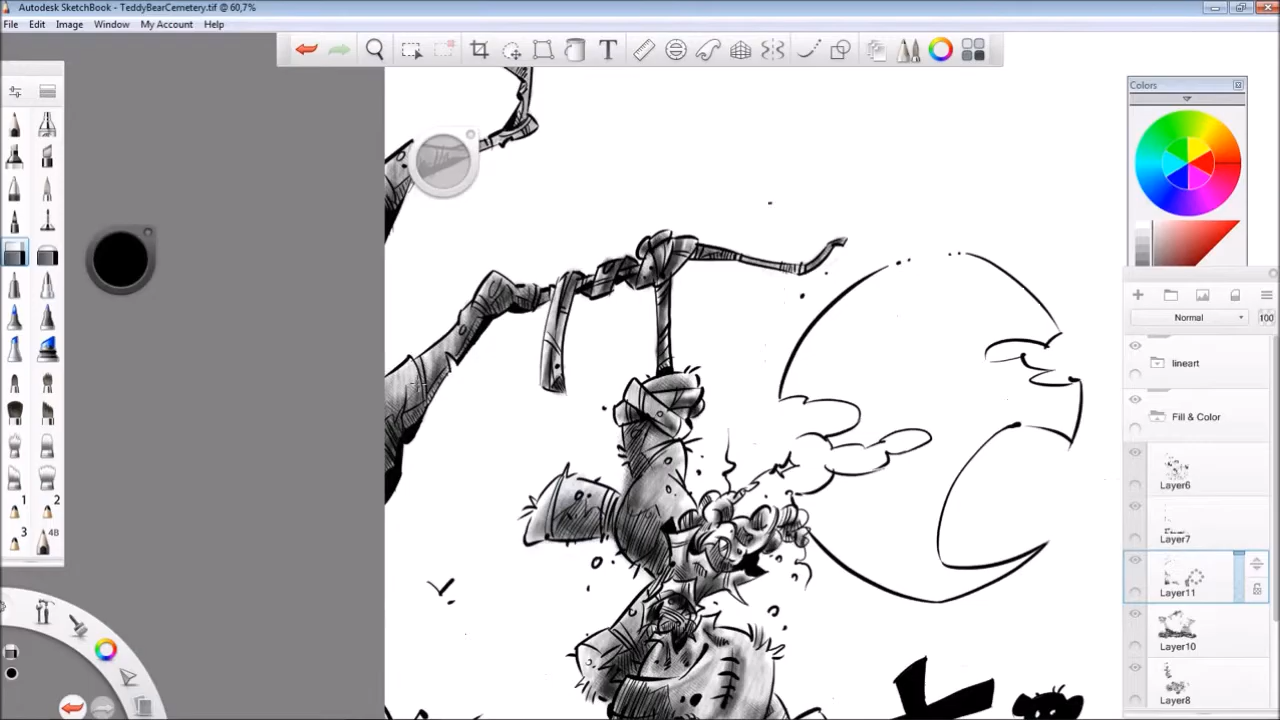 Autodesk SketchBook - TeddyBearCemetery.tif @ 60,7%
File Edit Image Window My Account Help
T
Colors
Normal 100
lineart
Fill & Color
Layer6
Layer7
Layer11
Layer10
Layer8
1 2
3 4B